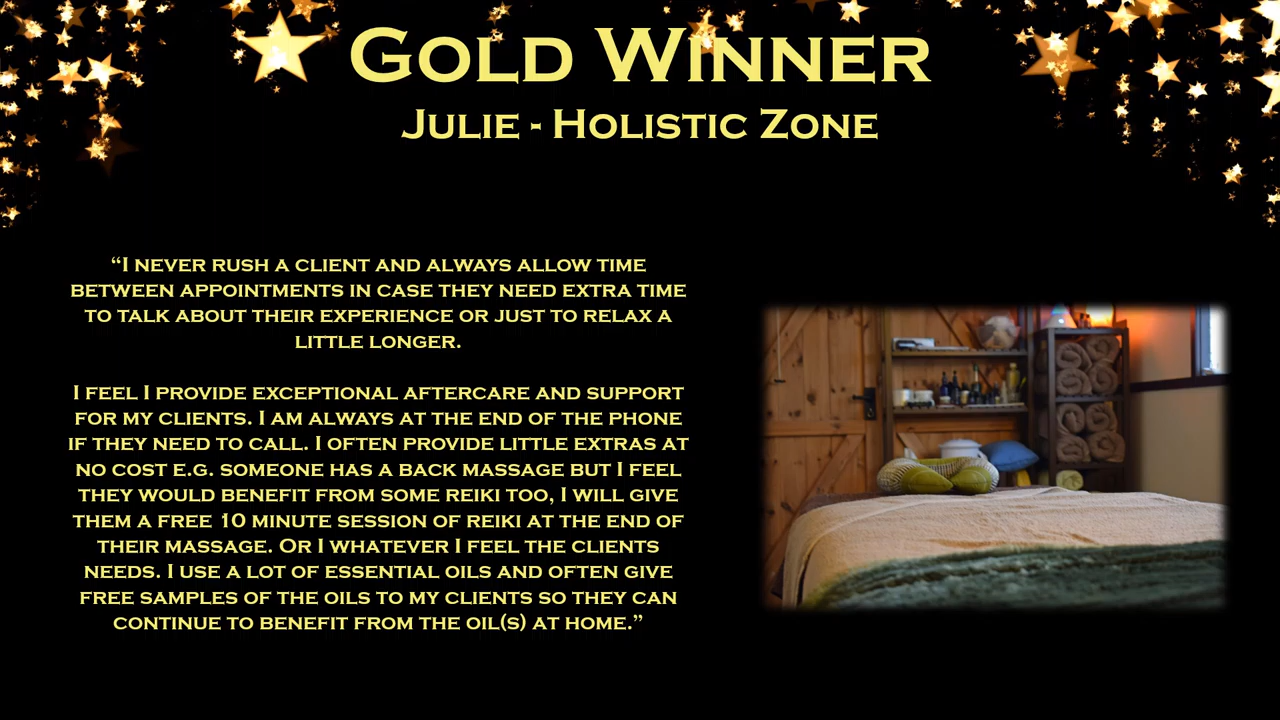 Gold Winner
Julie - Holistic Zone
“I never rush a client and always allow time
between appointments in case they need extra time
to talk about their experience or just to relax a
little longer.
I feel I provide exceptional aftercare and support
for my clients. I am always at the end of the phone
if they need to call. I often provide little extras at
no cost e.g. someone has a back massage but I feel
they would benefit from some reiki too, I will give
them a free 10 minute session of reiki at the end of
their massage. Or I whatever I feel the clients
needs. I use a lot of essential oils and often give
free samples of the oils to my clients so they can
continue to benefit from the oil(s) at home.”